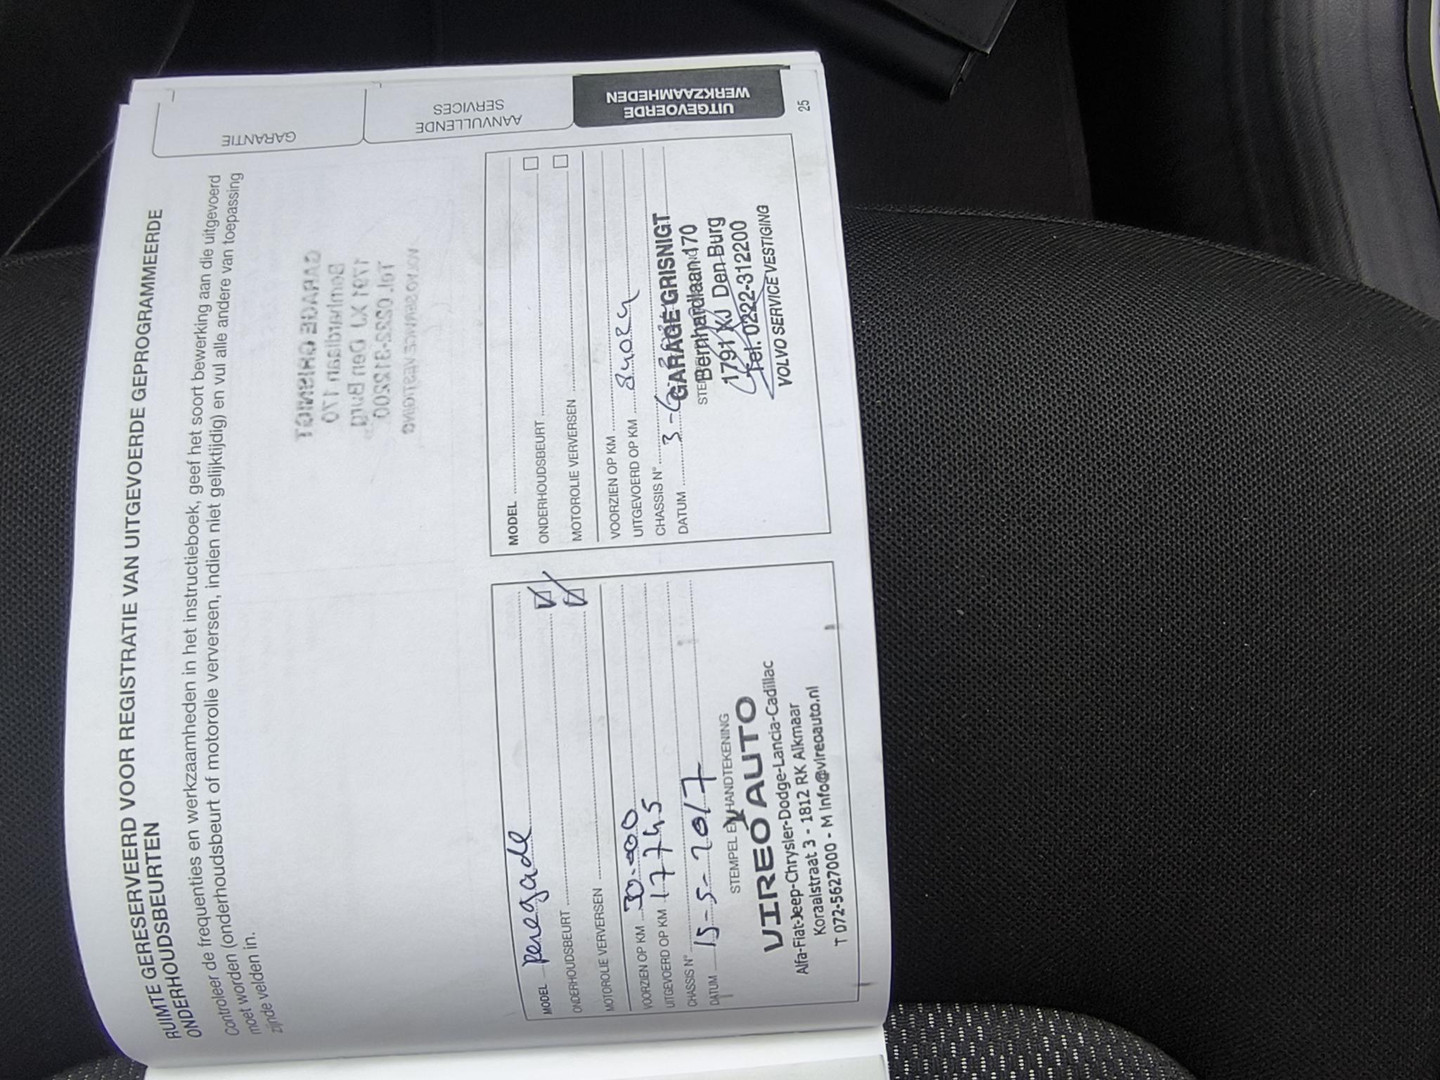 RUIMTE GERESERVEERD VOOR REGISTRATIE VAN UITGEVOERDE GEPROGRAMMEERDE
ONDERHOUDSBEURTEN
Controleer de frequenties en werkzaamheden in het instructieboek, geef het soort bewerking aan die uitgevoerd
moet worden (onderhoudsbeurt of motorolie verversen, indien niet gelijktijdig) en vul alle andere van toepassing
zijnde velden in.
MODEL Renegade
ONDERHOUDSBEURT
MOTOROLIE VERVERSEN
VOORZIEN OP KM 30.000
UITGEVOERD OP KM 17745
CHASSIS N°
DATUM 15-5-2017
STEMPEL EN HANDTEKENING
VIREO AUTO
Alfa-Fiat-Jeep-Chrysler-Dodge-Lancia-Cadillac
Koraalstraat 3 - 1812 RK Alkmaar
T 072-5627000 - M info@vireoauto.nl
MODEL
ONDERHOUDSBEURT
MOTOROLIE VERVERSEN
VOORZIEN OP KM
UITGEVOERD OP KM 84024
CHASSIS N°
DATUM 3-6
GARAGE GRISNIGT
Bernhardlaan 170
1791 XJ Den Burg
Tel. 0222-312200
VOLVO SERVICE VESTIGING
GARANTIE
AANVULLENDE
SERVICES
UITGEVOERDE
WERKZAAMHEDEN
25